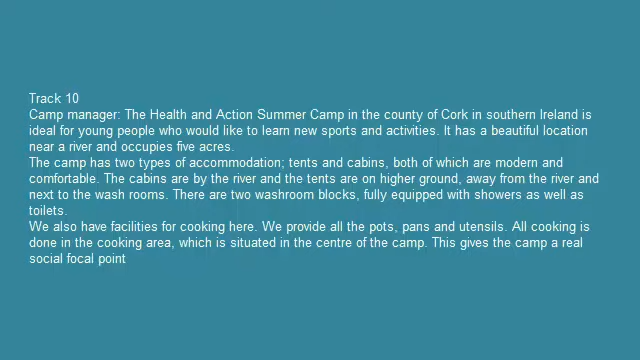 Track 10
Camp manager: The Health and Action Summer Camp in the county of Cork in southern Ireland is
ideal for young people who would like to learn new sports and activities. It has a beautiful location
near a river and occupies five acres.
The camp has two types of accommodation; tents and cabins, both of which are modern and
comfortable. The cabins are by the river and the tents are on higher ground, away from the river and
next to the wash rooms. There are two washroom blocks, fully equipped with showers as well as
toilets.
We also have facilities for cooking here. We provide all the pots, pans and utensils. All cooking is
done in the cooking area, which is situated in the centre of the camp. This gives the camp a real
social focal point